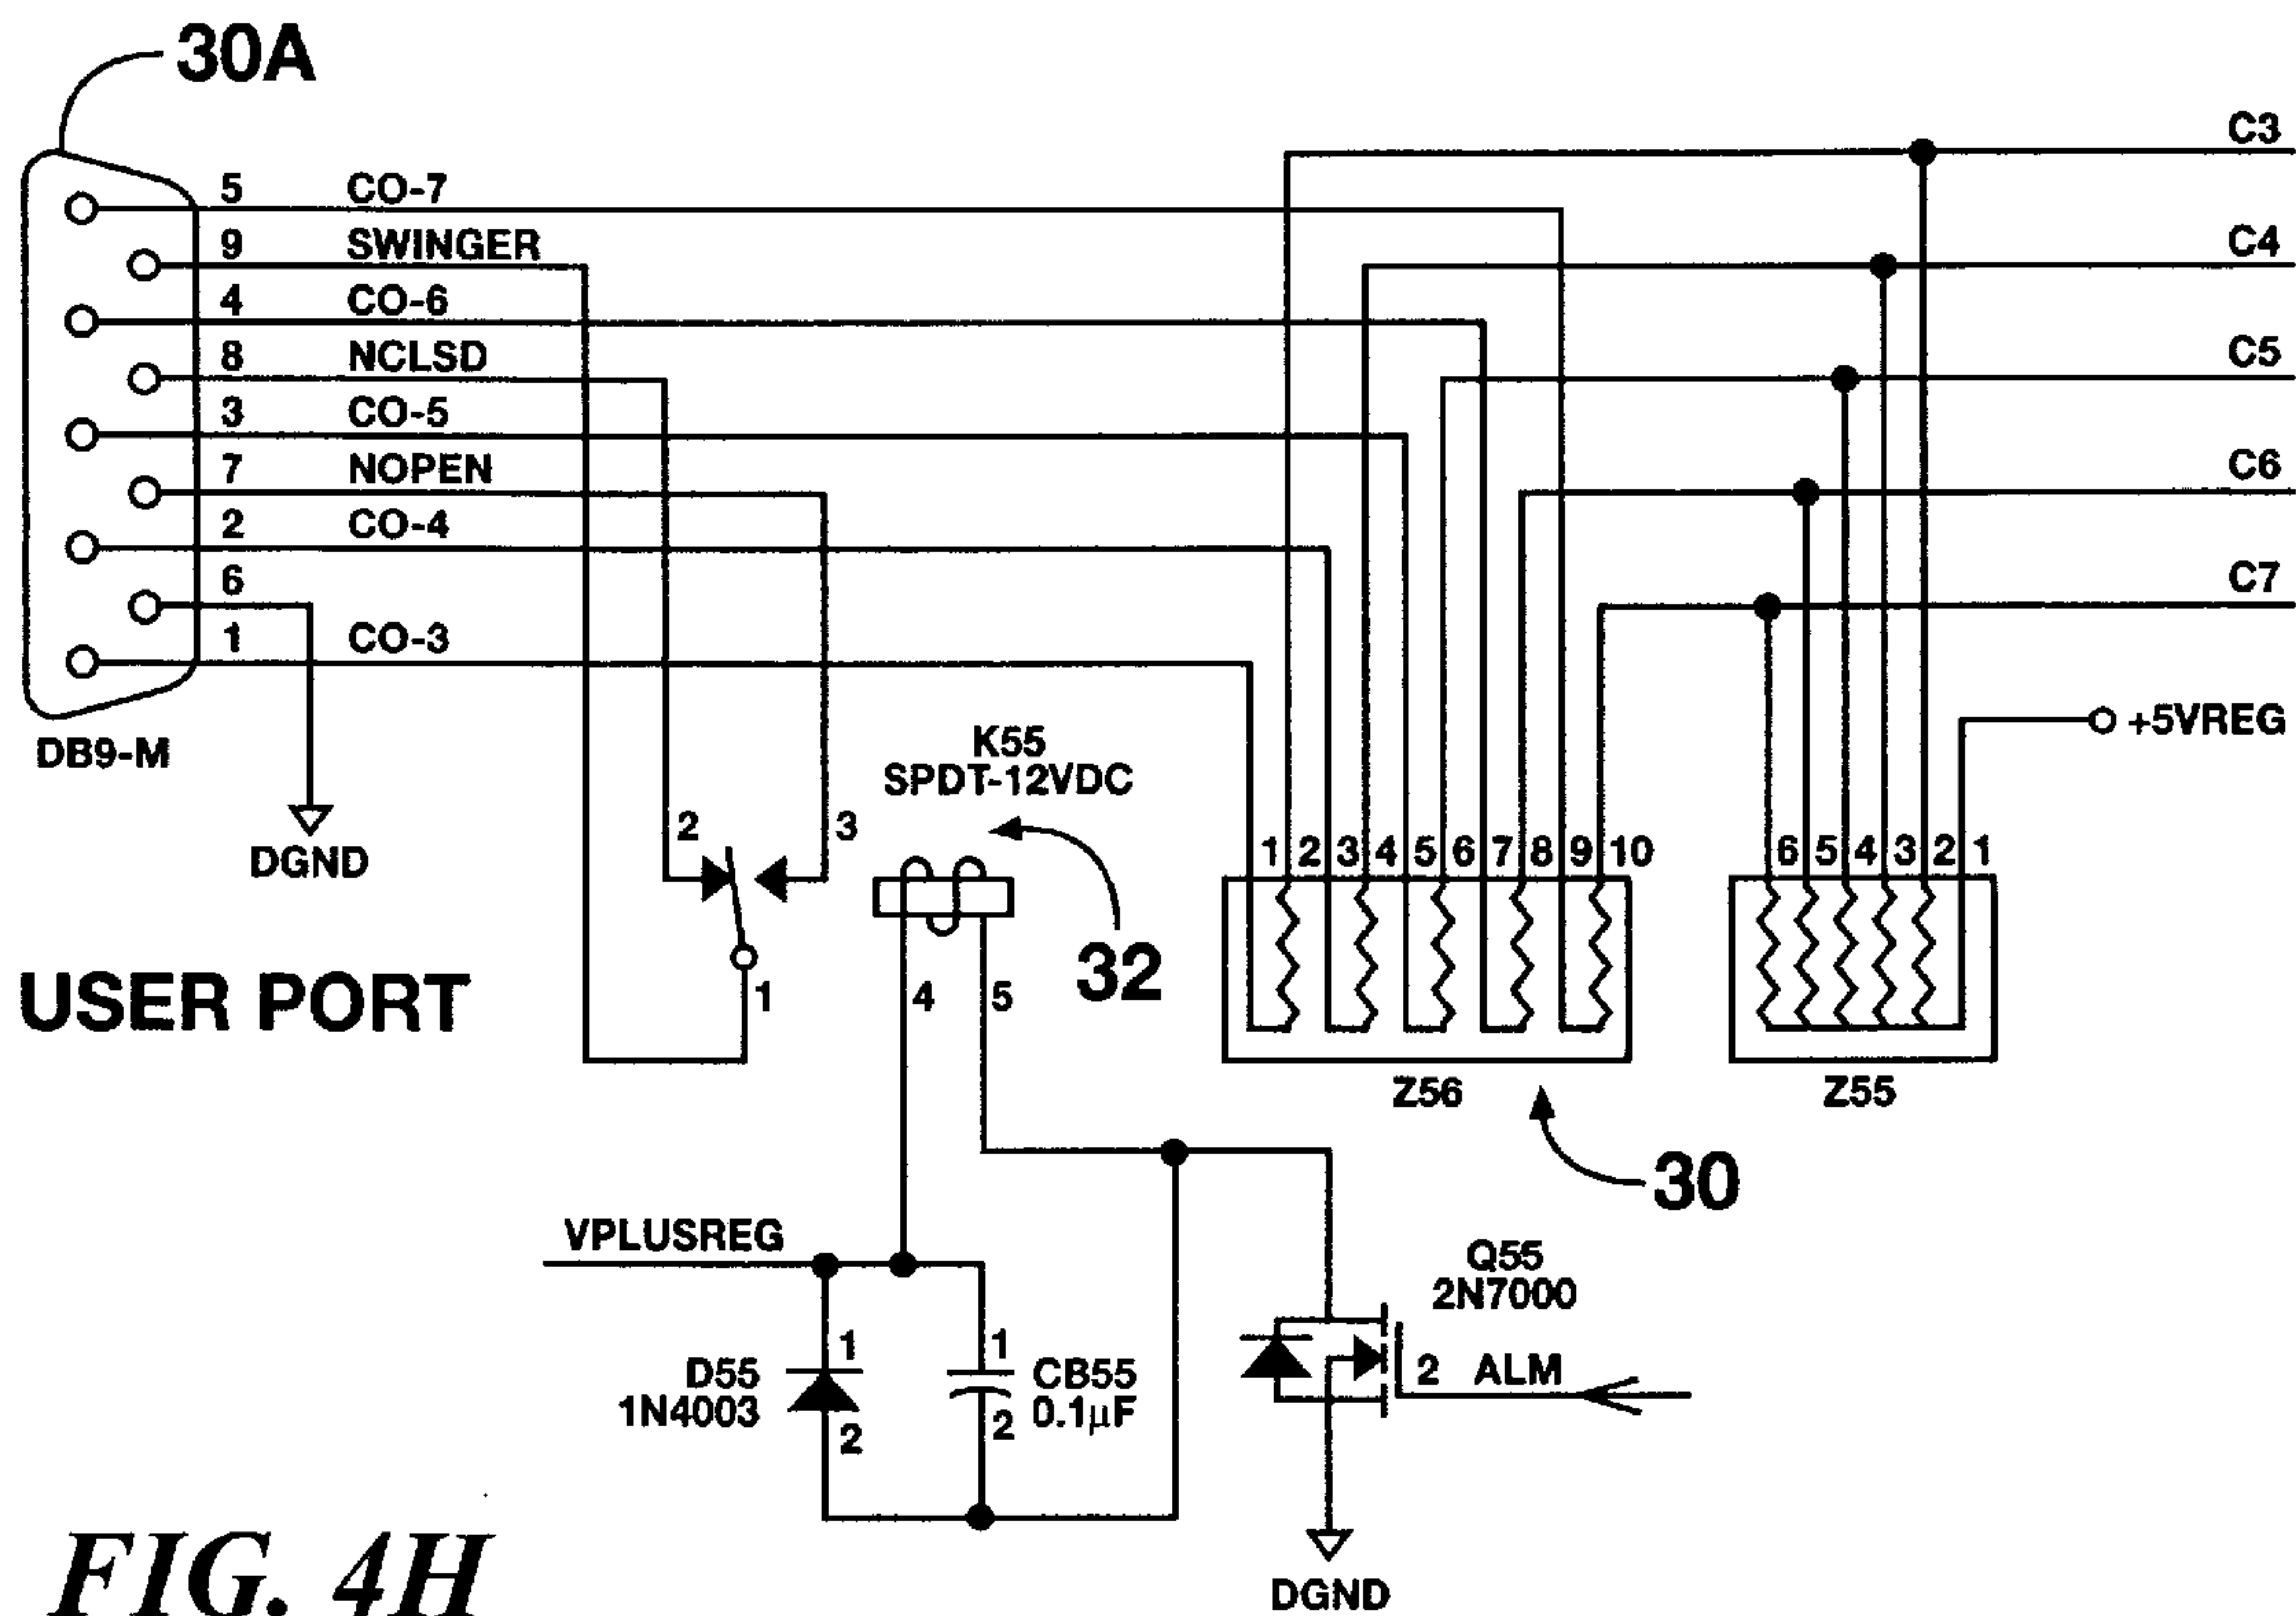 30A
C3
5 CO-7
9 SWINGER
C4
4 CO-6
8 NCLSD
C5
3 CO-5
7 NOPEN
C6
2 CO-4
6
C7
1 CO-3
+5VREG
DB9-M
K55
SPDT-12VDC
DGND
2 3
1 2 3 4 5 6 7 8 9 10
6 5 4 3 2 1
32
USER PORT
1
4 5
Z56
Z55
30
VPLUSREG
Q55
2N7000
1
D55
1N4003
2
1
CB55
0.1µF
2
2 ALM
DGND
FIG. 4H